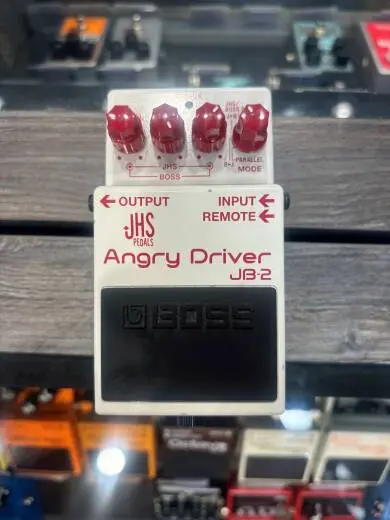 JHS
BOSS
PARALLEL
MODE
OUTPUT
INPUT
REMOTE
JHS
PEDALS
Angry Driver
JB-2
BOSS